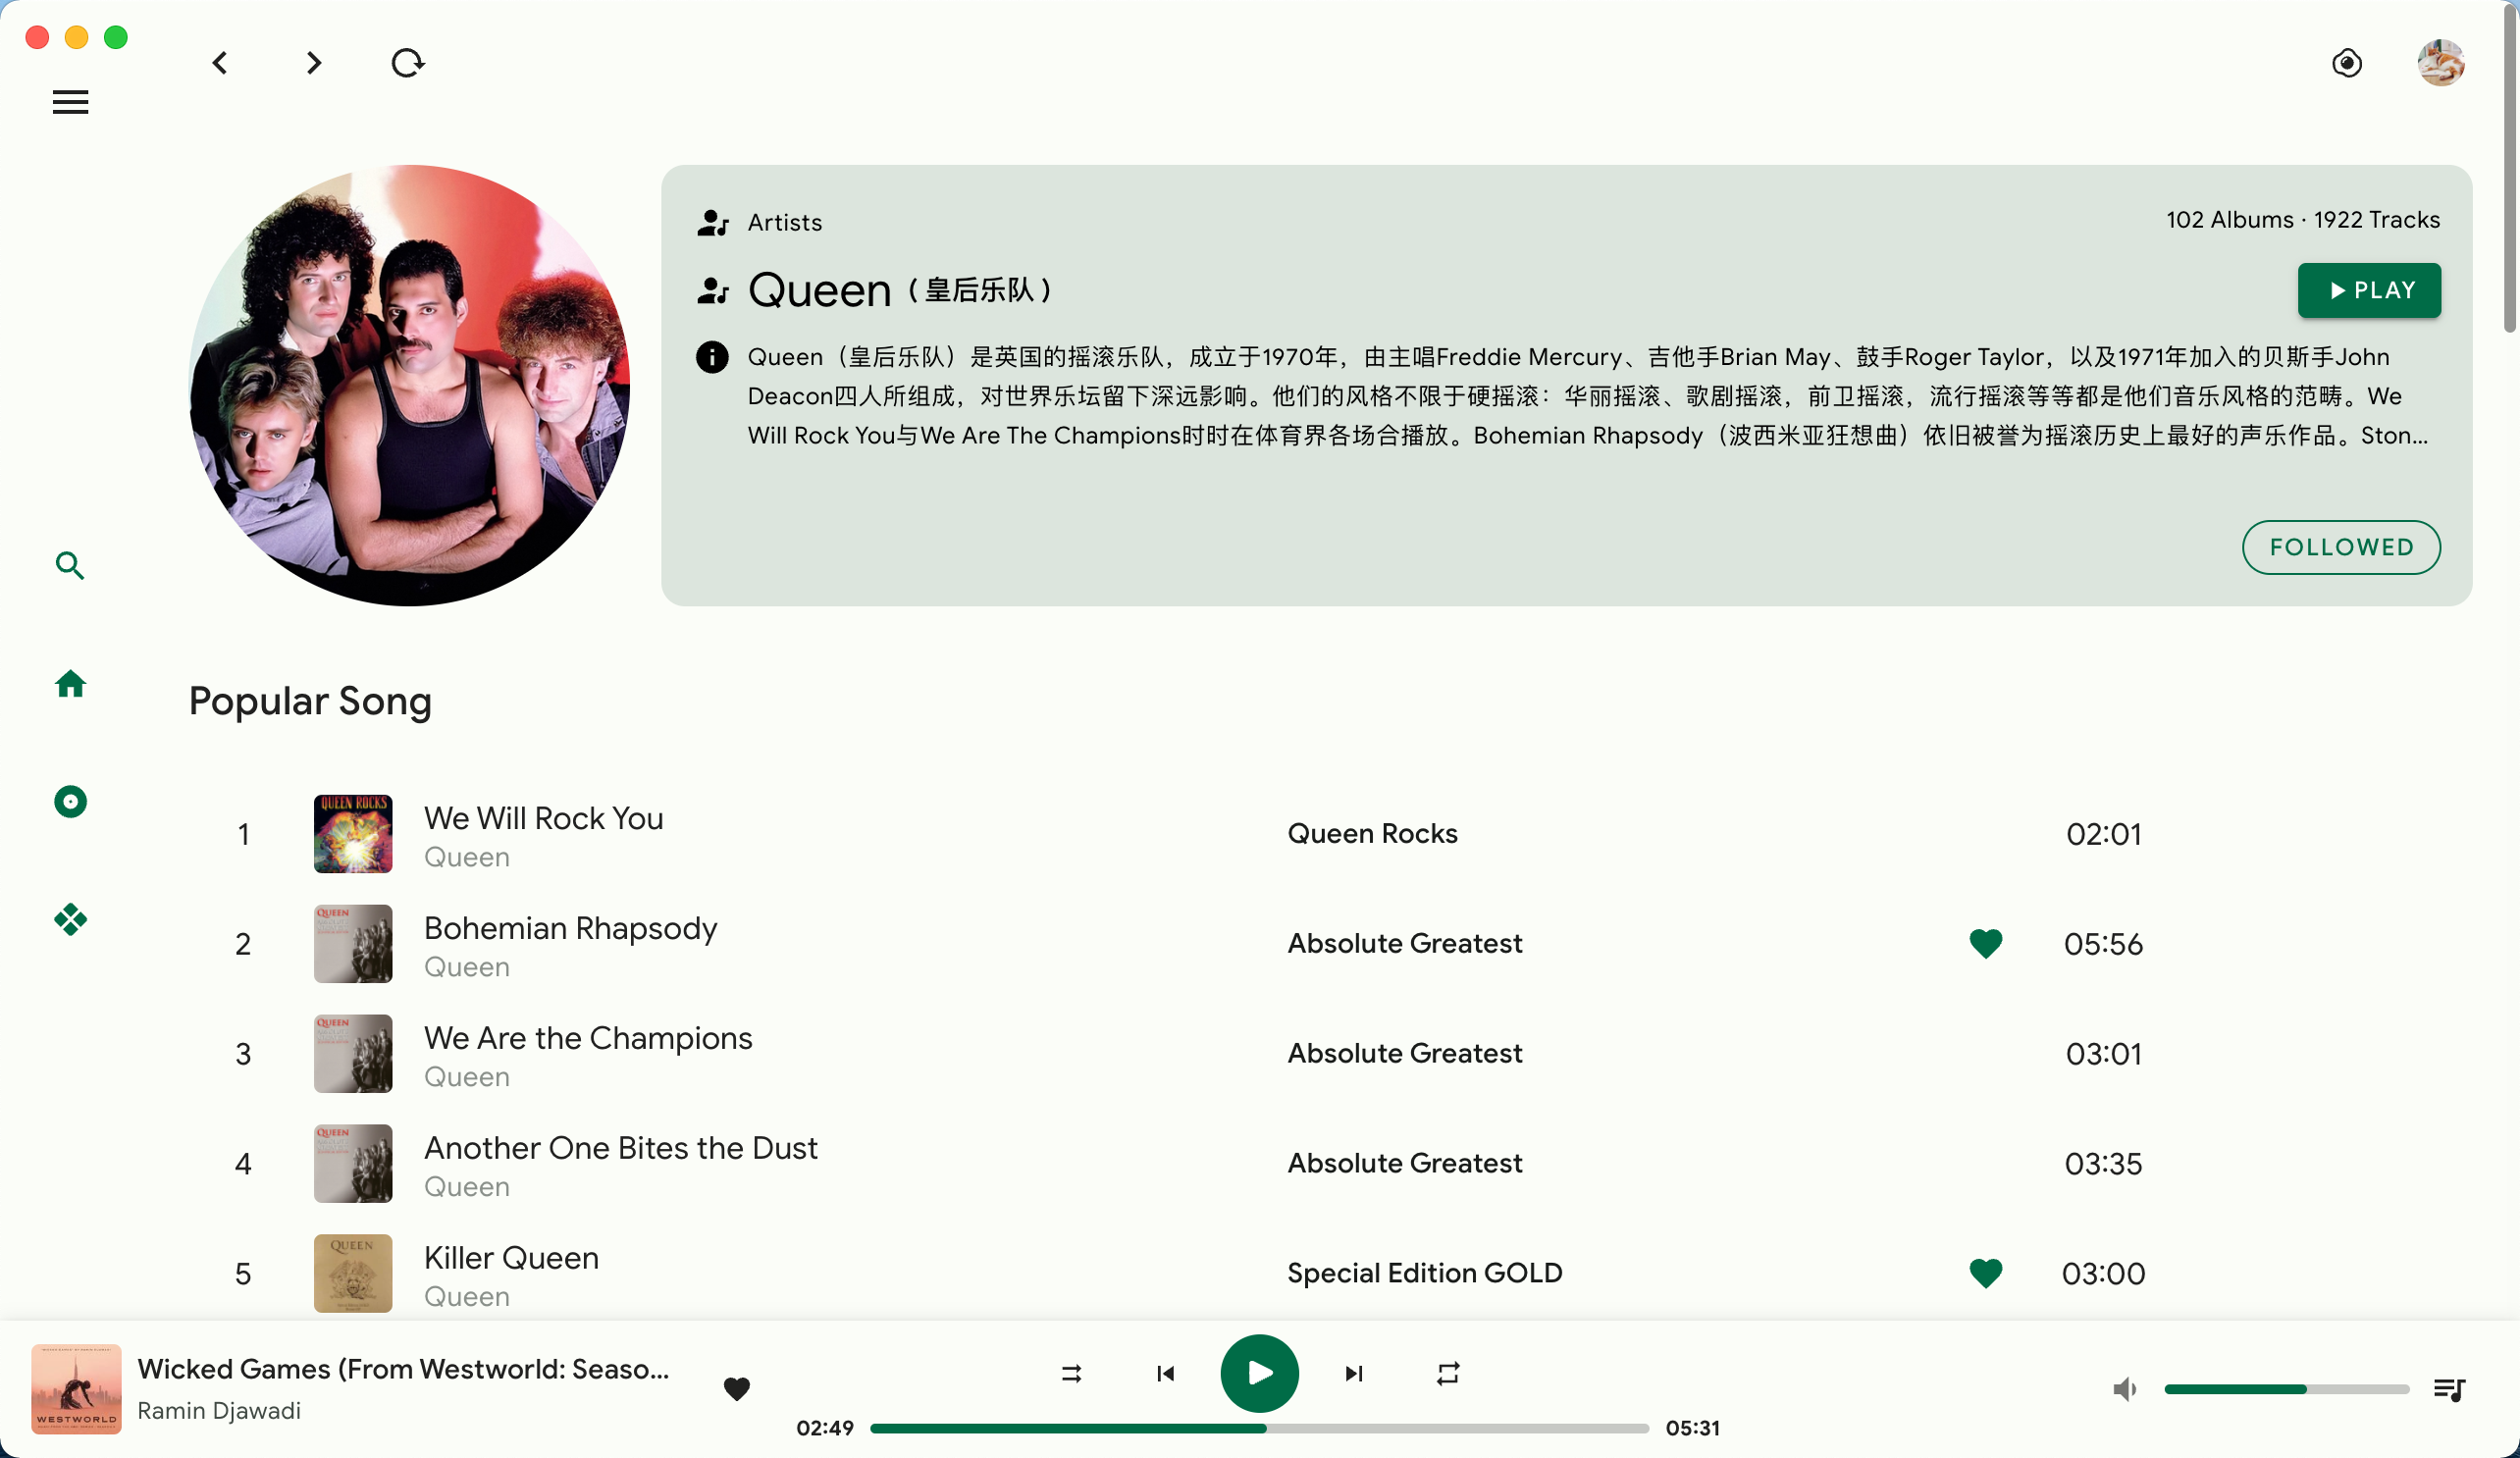 Artists
102 Albums · 1922 Tracks
Queen（皇后乐队）
PLAY
Queen（皇后乐队）是英国的摇滚乐队，成立于1970年，由主唱Freddie Mercury、吉他手Brian May、鼓手Roger Taylor，以及1971年加入的贝斯手John
Deacon四人所组成，对世界乐坛留下深远影响。他们的风格不限于硬摇滚：华丽摇滚、歌剧摇滚，前卫摇滚，流行摇滚等等都是他们音乐风格的范畴。We
Will Rock You与We Are The Champions时时在体育界各场合播放。Bohemian Rhapsody（波西米亚狂想曲）依旧被誉为摇滚历史上最好的声乐作品。Ston...
FOLLOWED
Popular Song
1
QUEEN ROCKS
We Will Rock You
Queen
Queen Rocks
02:01
2
QUEEN
Bohemian Rhapsody
Queen
Absolute Greatest
05:56
3
QUEEN
We Are the Champions
Queen
Absolute Greatest
03:01
4
QUEEN
Another One Bites the Dust
Queen
Absolute Greatest
03:35
5
QUEEN
Killer Queen
Queen
Special Edition GOLD
03:00
WESTWORLD
Wicked Games (From Westworld: Seaso...
Ramin Djawadi
02:49
05:31